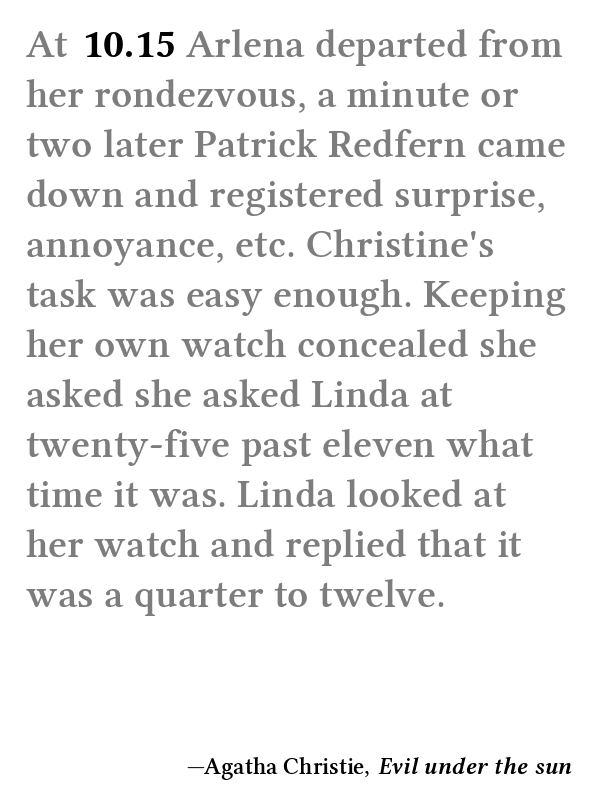 At 10.15 Arlena departed from
her rondezvous, a minute or
two later Patrick Redfern came
down and registered surprise,
annoyance, etc. Christine's
task was easy enough. Keeping
her own watch concealed she
asked she asked Linda at
twenty-five past eleven what
time it was. Linda looked at
her watch and replied that it
was a quarter to twelve.
—Agatha Christie, Evil under the sun